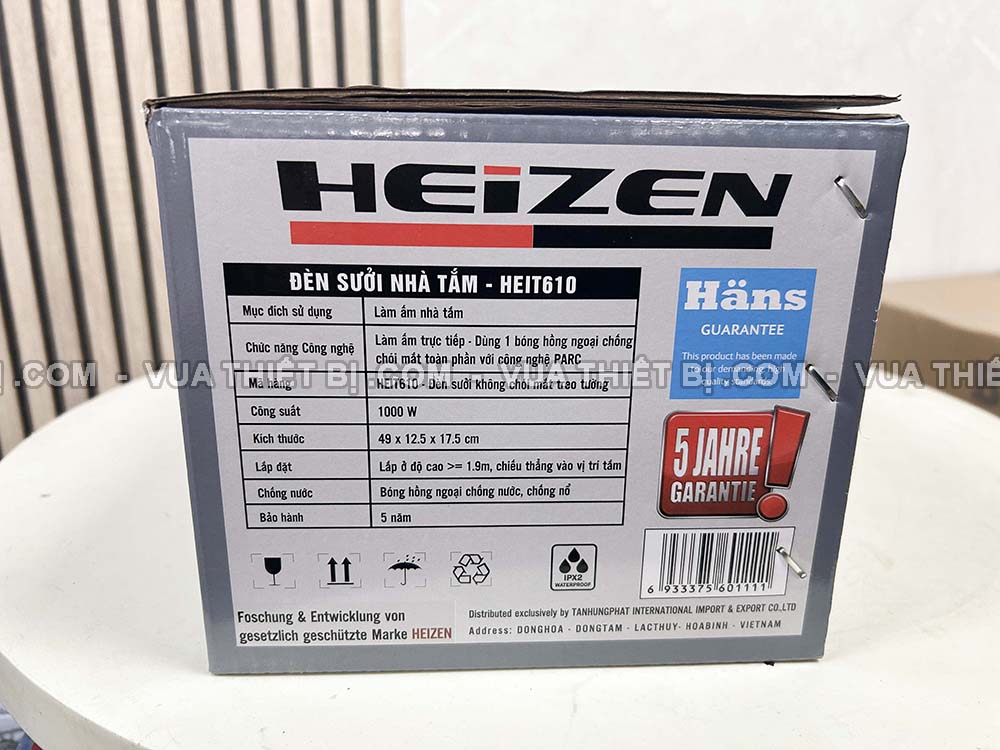 HEiZEN
ĐÈN SƯỞI NHÀ TẮM - HEIT610
Mục đích sử dụng Làm ấm nhà tắm
Chức năng Công nghệ Làm ấm trực tiếp - Dùng 1 bóng hồng ngoại chống
chói mắt toàn phần với công nghệ PARC
Mã hàng HEIT610 - Đèn sưởi không chói mắt treo tường
Công suất 1000 W
Kích thước 49 x 12.5 x 17.5 cm
Lắp đặt Lắp ở độ cao >= 1.9m, chiếu thẳng vào vị trí tắm
Chống nước Bóng hồng ngoại chống nước, chống nổ
Bảo hành 5 năm
Häns
GUARANTEE
This product has been made
to our demanding, high
quality standards.
5 JAHRE
GARANTIE
!
IPX2
WATERPROOF
6 933375 601111
Foschung & Entwicklung von
gesetzlich geschützte Marke HEIZEN
Distributed exclusively by TANHUNGPHAT INTERNATIONAL IMPORT & EXPORT CO.,LTD
Address: DONGHOA - DONGTAM - LACTHUY- HOABINH - VIETNAM
Ị .COM - VUA THIẾT BỊ .COM - VUA THIẾT BỊ .COM - VUA THIẾ